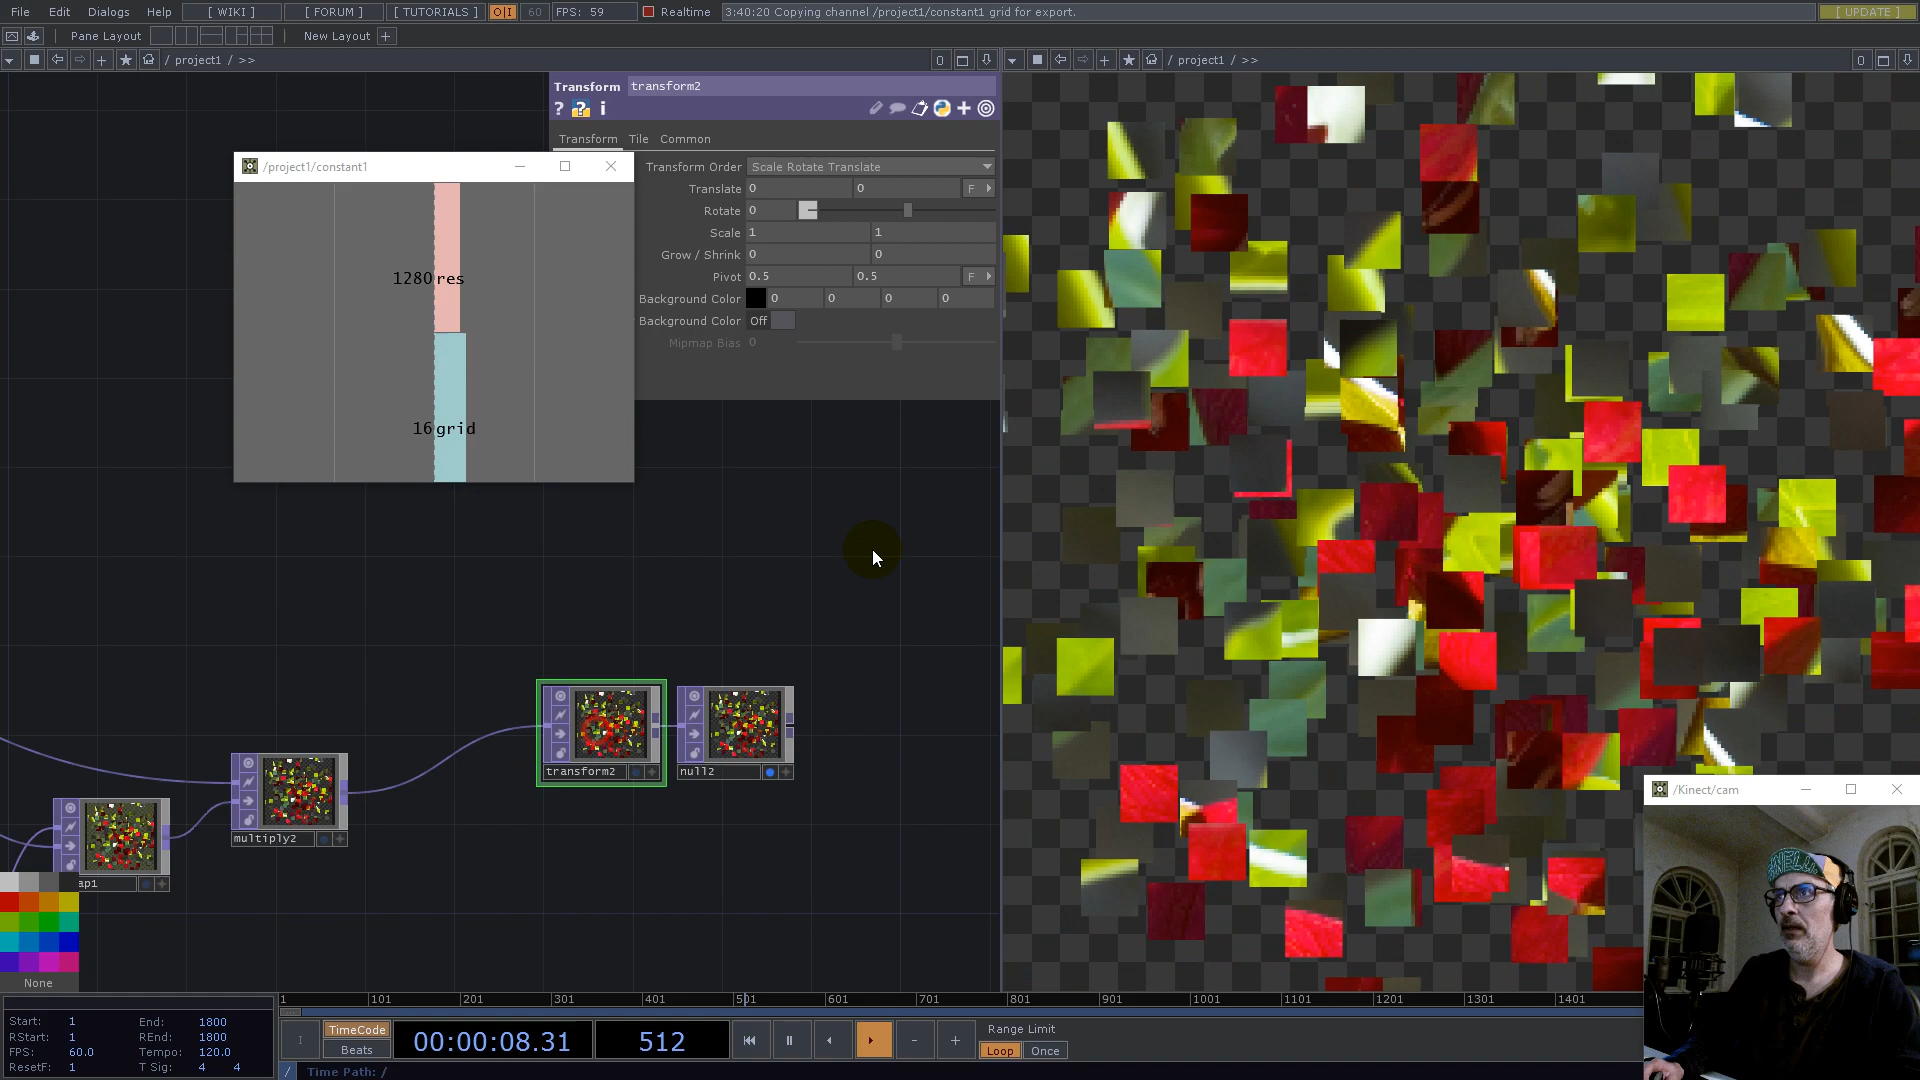 File Edit Dialogs Help [ WIKI ] [ FORUM ] [ TUTORIALS ] O|I 60 FPS: 59 Realtime 3:40:20 Copying channel /project1/constant1 grid for export. [ UPDATE ]
Pane Layout New Layout +
/ project1 / >> 0 / project1 / >> 0
Transform transform2
? ? i
Transform Tile Common
/project1/constant1
Transform Order Scale Rotate Translate
Translate 0 0 F
Rotate 0
Scale 1 1
Grow / Shrink 0 0
Pivot 0.5 0.5 F
Background Color 0 0 0 0
Background Color Off
Mipmap Bias 0
1280 res
16 grid
transform2
null2
multiply2
ap1
/Kinect/cam
None
1 101 201 301 401 501 601 701 801 901 1001 1101 1201 1301 1401
Start: 1 End: 1800
RStart: 1 REnd: 1800
FPS: 60.0 Tempo: 120.0
ResetF: 1 T Sig: 4 4
I TimeCode
Beats
00:00:08.31 512
Range Limit
Loop Once
/ Time Path: /